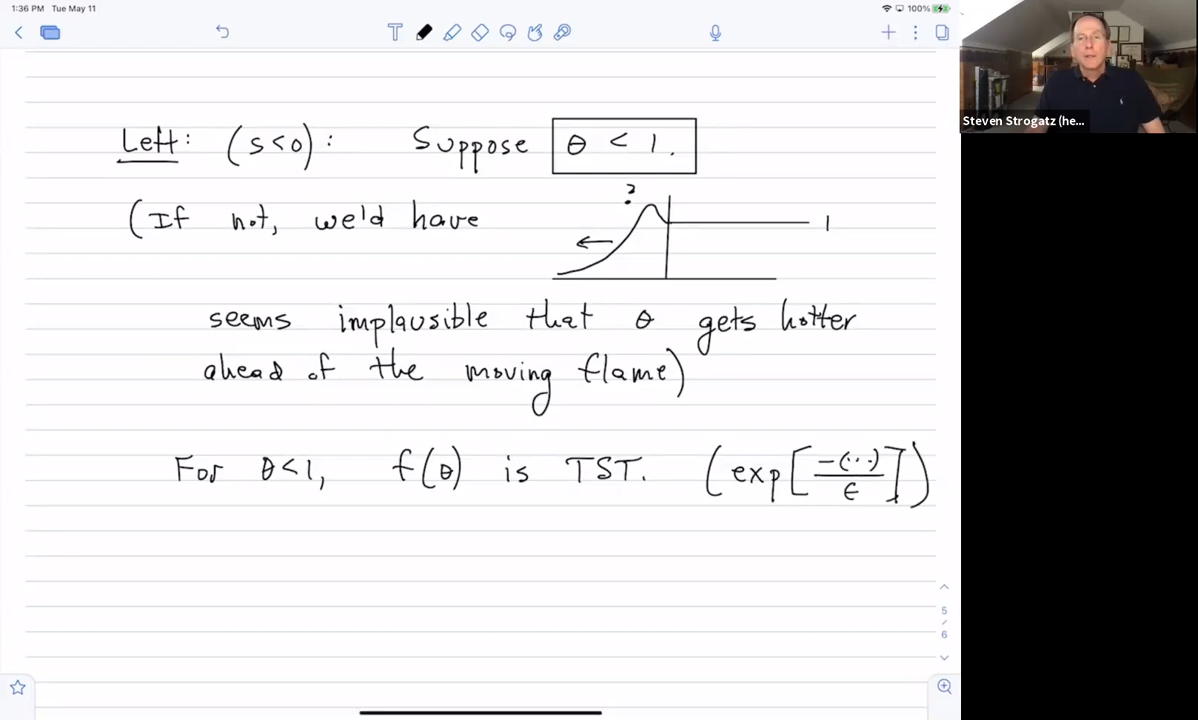 1:36 PM Tue May 11
100%
Steven Strogatz (he...
Left: (s<0): Suppose θ < 1.
(If not, we'd have
?
1
seems implausible that θ gets hotter
ahead of the moving flame)
For θ<1, f(θ) is TST. (exp[-(··)/ϵ])
5
/
6